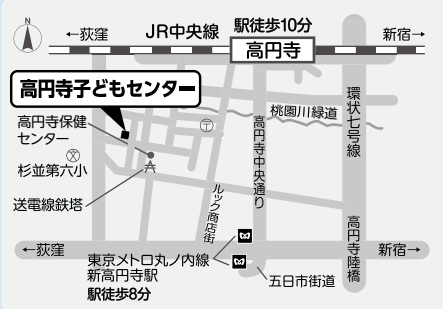 N
←荻窪
JR中央線
駅徒歩10分
高円寺
新宿→
高円寺子どもセンター
高円寺保健
センター
杉並第六小
送電線鉄塔
桃園川緑道
環状七号線
高円寺中央通り
ルック商店街
高円寺陸橋
←荻窪
新宿→
東京メトロ丸ノ内線
新高円寺駅
駅徒歩8分
五日市街道